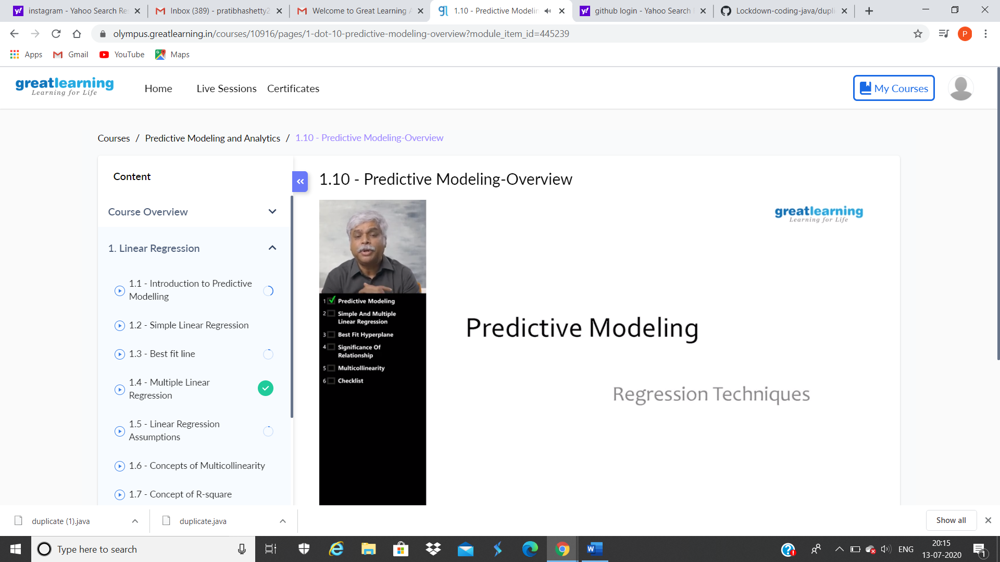 instagram - Yahoo Search Re
Inbox (389) - pratibhashetty2
Welcome to Great Learning A
1.10 - Predictive Modelin
github login - Yahoo Search
Lockdown-coding-java/dupli
olympus.greatlearning.in/courses/10916/pages/1-dot-10-predictive-modeling-overview?module_item_id=445239
P
Apps
Gmail
YouTube
Maps
greatlearning
Learning for Life
Home
Live Sessions
Certificates
My Courses
Courses / Predictive Modeling and Analytics / 1.10 - Predictive Modeling-Overview
Content
Course Overview
1. Linear Regression
1.1 - Introduction to Predictive
Modelling
1.2 - Simple Linear Regression
1.3 - Best fit line
1.4 - Multiple Linear
Regression
1.5 - Linear Regression
Assumptions
1.6 - Concepts of Multicollinearity
1.7 - Concept of R-square
1.10 - Predictive Modeling-Overview
greatlearning
Learning for Life
1 Predictive Modeling
2 Simple And Multiple
Linear Regression
3 Best Fit Hyperplane
4 Significance Of
Relationship
5 Multicollinearity
6 Checklist
Predictive Modeling
Regression Techniques
duplicate (1).java
duplicate.java
Show all
Type here to search
ENG
20:15
13-07-2020
1